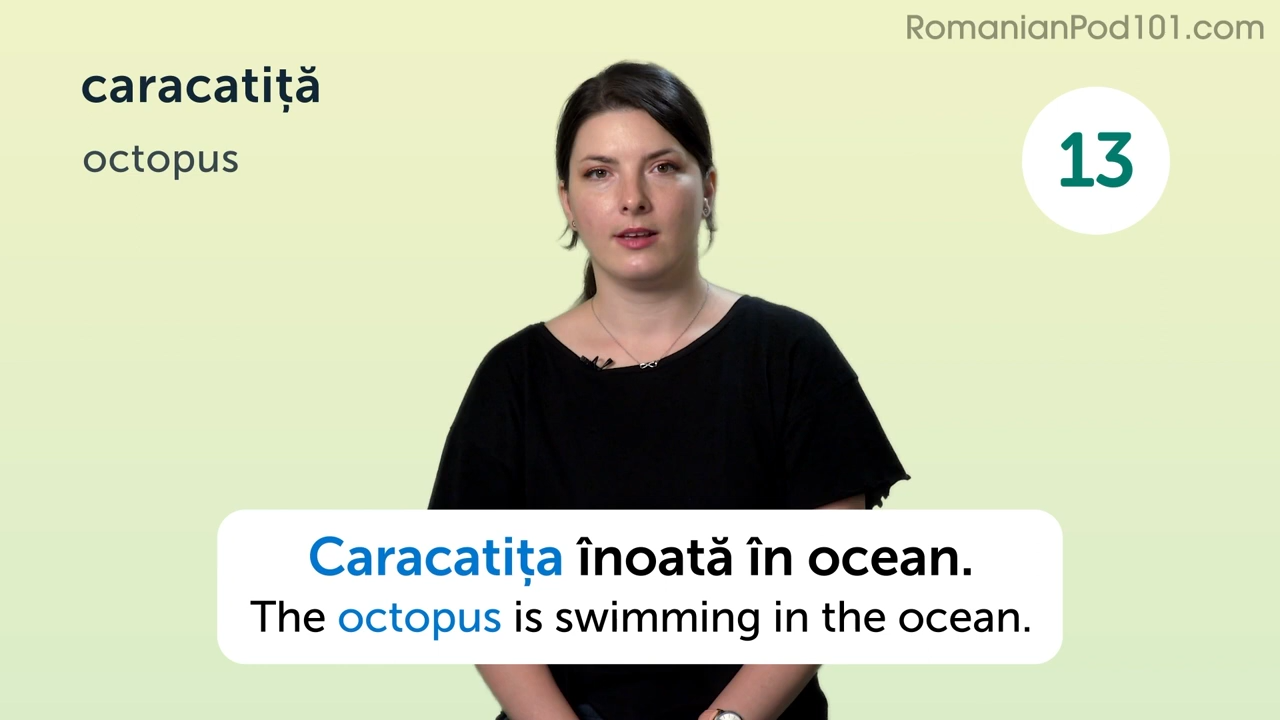 RomanianPod101.com
caracatiță
octopus
13
Caracatița înoată în ocean.
The octopus is swimming in the ocean.